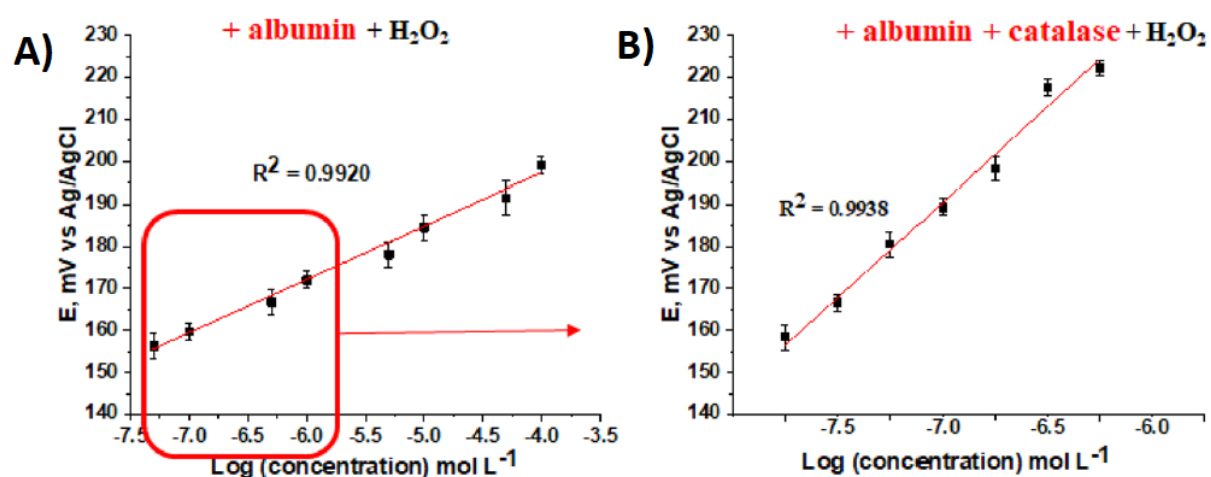 A)
+ albumin + H₂O₂
230
220
210
200
190
180
170
160
150
140
E, mV vs Ag/AgCl
R² = 0.9920
-7.5 -7.0 -6.5 -6.0 -5.5 -5.0 -4.5 -4.0 -3.5
Log (concentration) mol L⁻¹
B)
+ albumin + catalase + H₂O₂
230
220
210
200
190
180
170
160
150
140
E, mV vs Ag/AgCl
R² = 0.9938
-7.5 -7.0 -6.5 -6.0
Log (concentration) mol L⁻¹